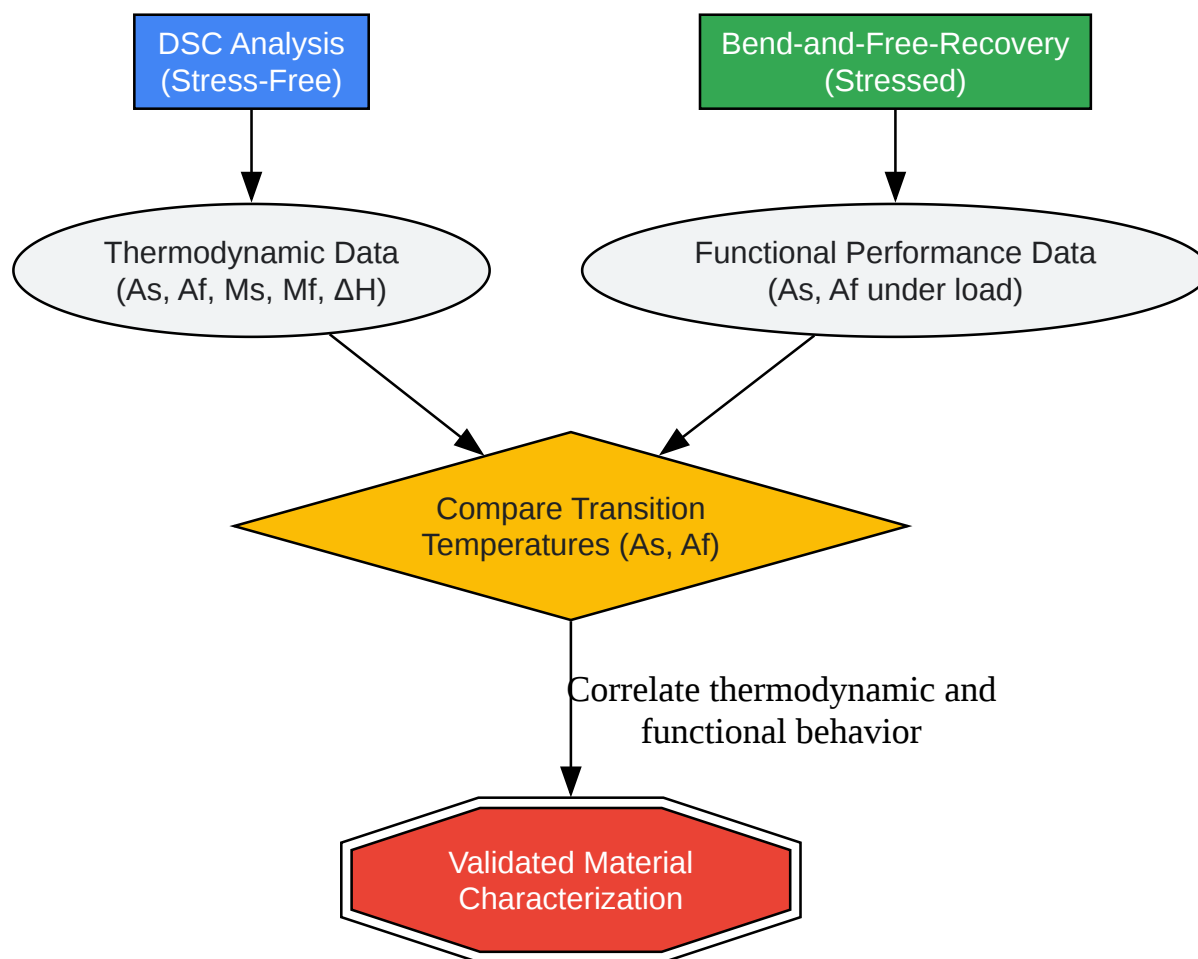 DSC Analysis
(Stress-Free)
Bend-and-Free-Recovery
(Stressed)
Thermodynamic Data
(As, Af, Ms, Mf, ΔH)
Functional Performance Data
(As, Af under load)
Compare Transition
Temperatures (As, Af)
Correlate thermodynamic and
functional behavior
Validated Material
Characterization